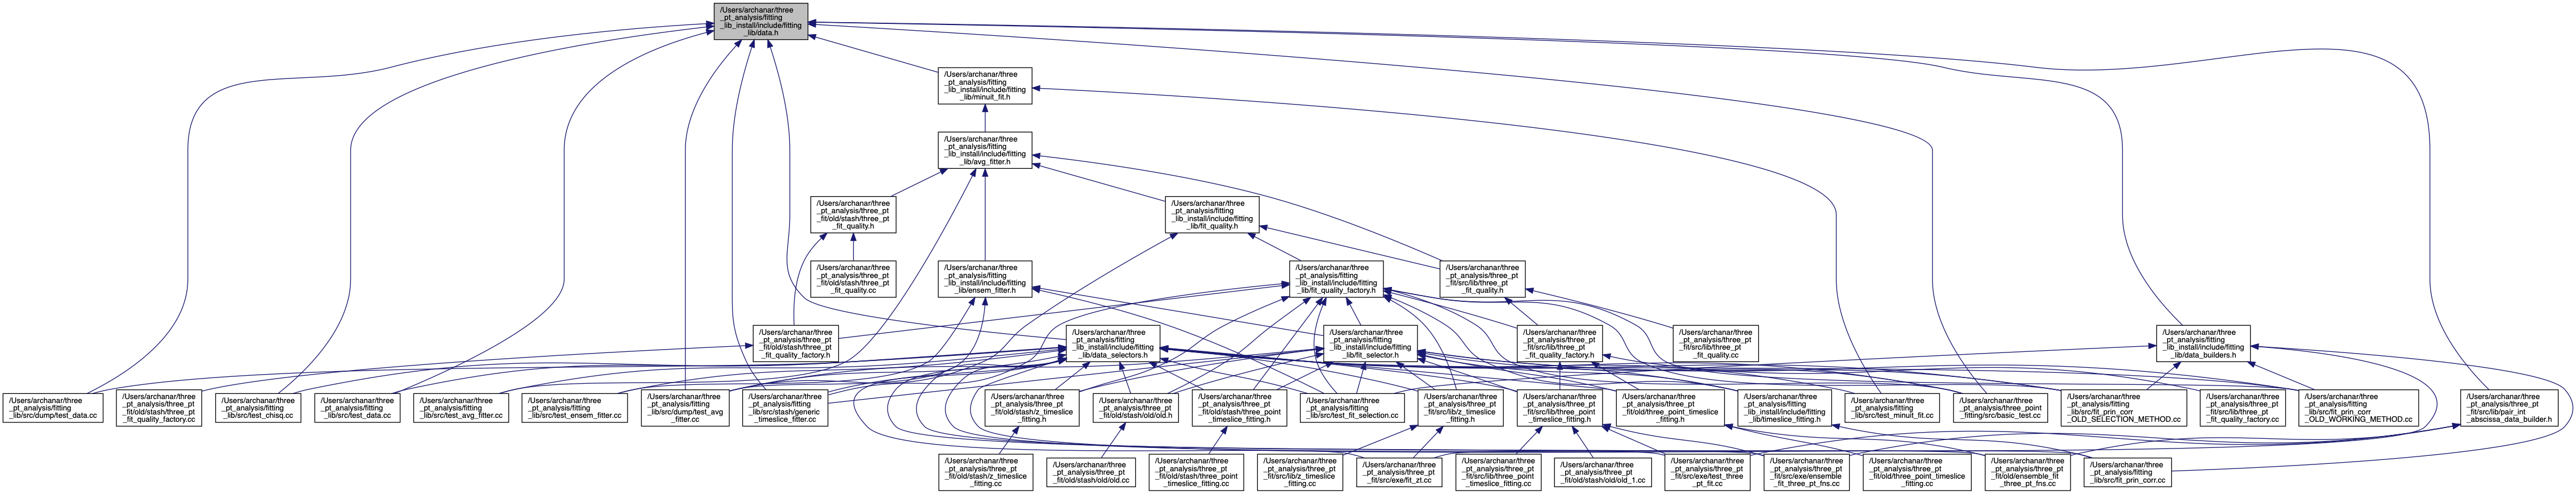 /Users/archanar/three
_pt_analysis/fitting
_lib_install/include/fitting
_lib/data.h
/Users/archanar/three
_pt_analysis/fitting
_lib_install/include/fitting
_lib/minuit_fit.h
/Users/archanar/three
_pt_analysis/fitting
_lib_install/include/fitting
_lib/avg_fitter.h
/Users/archanar/three
_pt_analysis/three_pt
_fit/old/stash/three_pt
_fit_quality.h
/Users/archanar/three
_pt_analysis/fitting
_lib_install/include/fitting
_lib/fit_quality.h
/Users/archanar/three
_pt_analysis/three_pt
_fit/old/stash/three_pt
_fit_quality.cc
/Users/archanar/three
_pt_analysis/fitting
_lib_install/include/fitting
_lib/ensem_fitter.h
/Users/archanar/three
_pt_analysis/fitting
_lib_install/include/fitting
_lib/fit_quality_factory.h
/Users/archanar/three
_pt_analysis/three_pt
_fit/src/lib/three_pt
_fit_quality.h
/Users/archanar/three
_pt_analysis/three_pt
_fit/old/stash/three_pt
_fit_quality_factory.h
/Users/archanar/three
_pt_analysis/fitting
_lib_install/include/fitting
_lib/data_selectors.h
/Users/archanar/three
_pt_analysis/fitting
_lib_install/include/fitting
_lib/fit_selector.h
/Users/archanar/three
_pt_analysis/three_pt
_fit/src/lib/three_pt
_fit_quality_factory.h
/Users/archanar/three
_pt_analysis/three_pt
_fit/src/lib/three_pt
_fit_quality.cc
/Users/archanar/three
_pt_analysis/fitting
_lib_install/include/fitting
_lib/data_builders.h
/Users/archanar/three
_pt_analysis/fitting
_lib/src/dump/test_data.cc
/Users/archanar/three
_pt_analysis/three_pt
_fit/old/stash/three_pt
_fit_quality_factory.cc
/Users/archanar/three
_pt_analysis/fitting
_lib/src/test_chisq.cc
/Users/archanar/three
_pt_analysis/fitting
_lib/src/test_data.cc
/Users/archanar/three
_pt_analysis/fitting
_lib/src/test_avg_fitter.cc
/Users/archanar/three
_pt_analysis/fitting
_lib/src/test_ensem_fitter.cc
/Users/archanar/three
_pt_analysis/fitting
_lib/src/dump/test_avg
_fitter.cc
/Users/archanar/three
_pt_analysis/fitting
_lib/src/stash/generic
_timeslice_fitter.cc
/Users/archanar/three
_pt_analysis/three_pt
_fit/old/stash/z_timeslice
_fitting.h
/Users/archanar/three
_pt_analysis/three_pt
_fit/old/stash/old/old.h
/Users/archanar/three
_pt_analysis/three_pt
_fit/old/stash/three_point
_timeslice_fitting.h
/Users/archanar/three
_pt_analysis/fitting
_lib/src/test_fit_selection.cc
/Users/archanar/three
_pt_analysis/three_pt
_fit/src/lib/z_timeslice
_fitting.h
/Users/archanar/three
_pt_analysis/three_pt
_fit/src/lib/three_point
_timeslice_fitting.h
/Users/archanar/three
_pt_analysis/three_pt
_fit/old/three_point_timeslice
_fitting.h
/Users/archanar/three
_pt_analysis/fitting
_lib_install/include/fitting
_lib/timeslice_fitting.h
/Users/archanar/three
_pt_analysis/fitting
_lib/src/test_minuit_fit.cc
/Users/archanar/three
_pt_analysis/three_point
_fitting/src/basic_test.cc
/Users/archanar/three
_pt_analysis/fitting
_lib/src/fit_prin_corr
_OLD_SELECTION_METHOD.cc
/Users/archanar/three
_pt_analysis/three_pt
_fit/src/lib/three_pt
_fit_quality_factory.cc
/Users/archanar/three
_pt_analysis/fitting
_lib/src/fit_prin_corr
_OLD_WORKING_METHOD.cc
/Users/archanar/three
_pt_analysis/three_pt
_fit/src/lib/pair_int
_abscissa_data_builder.h
/Users/archanar/three
_pt_analysis/three_pt
_fit/old/stash/z_timeslice
_fitting.cc
/Users/archanar/three
_pt_analysis/three_pt
_fit/old/stash/old/old.cc
/Users/archanar/three
_pt_analysis/three_pt
_fit/old/stash/three_point
_timeslice_fitting.cc
/Users/archanar/three
_pt_analysis/three_pt
_fit/src/lib/z_timeslice
_fitting.cc
/Users/archanar/three
_pt_analysis/three_pt
_fit/src/exe/fit_zt.cc
/Users/archanar/three
_pt_analysis/three_pt
_fit/src/lib/three_point
_timeslice_fitting.cc
/Users/archanar/three
_pt_analysis/three_pt
_fit/old/stash/old/old_1.cc
/Users/archanar/three
_pt_analysis/three_pt
_fit/src/exe/test_three
_pt_fit.cc
/Users/archanar/three
_pt_analysis/three_pt
_fit/src/exe/ensemble
_fit_three_pt_fns.cc
/Users/archanar/three
_pt_analysis/three_pt
_fit/old/three_point_timeslice
_fitting.cc
/Users/archanar/three
_pt_analysis/three_pt
_fit/old/ensemble_fit
_three_pt_fns.cc
/Users/archanar/three
_pt_analysis/fitting
_lib/src/fit_prin_corr.cc